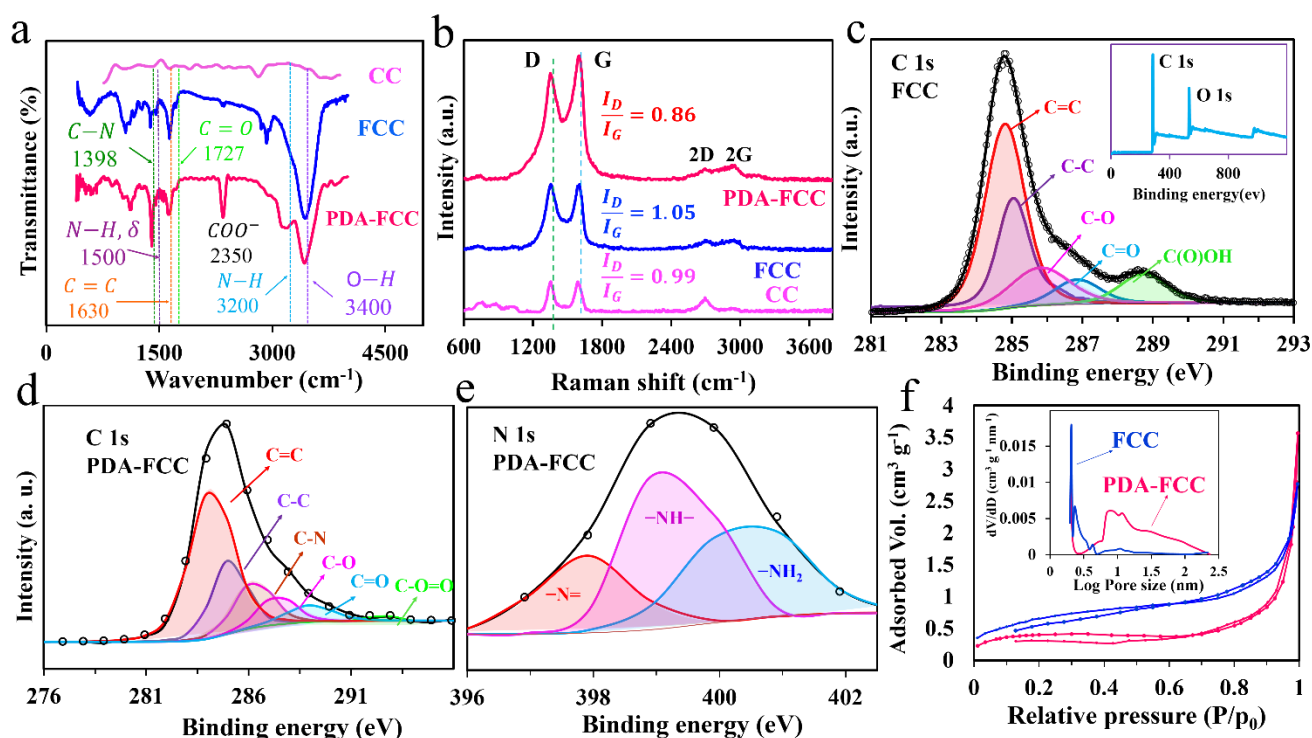 a
Transmittance (%)
CC
FCC
PDA-FCC
C−N
1398
C = O
1727
N−H, δ
1500
COO⁻
2350
C = C
1630
N−H
3200
O−H
3400
0 1500 3000 4500
Wavenumber (cm⁻¹)
b
Intensity (a.u.)
D G
I_D/I_G = 0.86
2D 2G
PDA-FCC
I_D/I_G = 1.05
FCC
I_D/I_G = 0.99
CC
600 1200 1800 2400 3000 3600
Raman shift (cm⁻¹)
c
Intensity (a.u.)
C 1s
FCC
C=C
C-C
C-O
C=O
C(O)OH
C 1s
O 1s
0 400 800
Binding energy(ev)
281 283 285 287 289 291 293
Binding energy (eV)
d
Intensity (a. u.)
C 1s
PDA-FCC
C=C
C-C
C-N
C-O
C=O
C-O=O
276 281 286 291
Binding energy (eV)
e
N 1s
PDA-FCC
−N=
−NH−
−NH₂
396 398 400 402
Binding energy (eV)
f
Adsorbed Vol. (cm³ g⁻¹)
4
3.5
3
2.5
2
1.5
1
0.5
0
dV/dD (cm³ g⁻¹ nm⁻¹)
0.015
0.01
0.005
0
FCC
PDA-FCC
0 0.5 1 1.5 2 2.5
Log Pore size (nm)
0 0.2 0.4 0.6 0.8 1
Relative pressure (P/p₀)